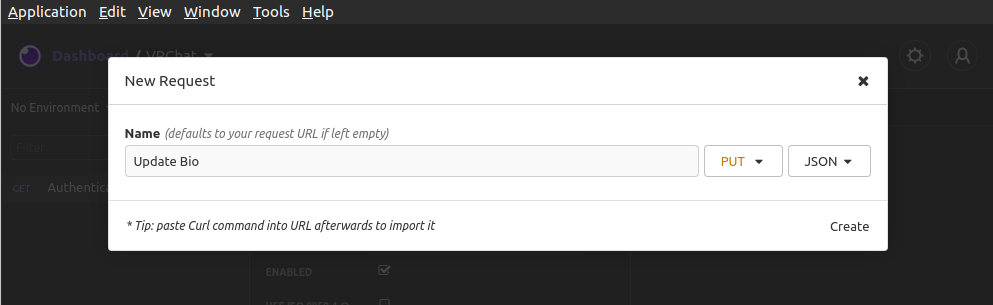 Application Edit View Window Tools Help
Dashboard / VRChat
New Request
No Environment
Name (defaults to your request URL if left empty)
Filter
Update Bio PUT JSON
GET
* Tip: paste Curl command into URL afterwards to import it Create
ENABLED